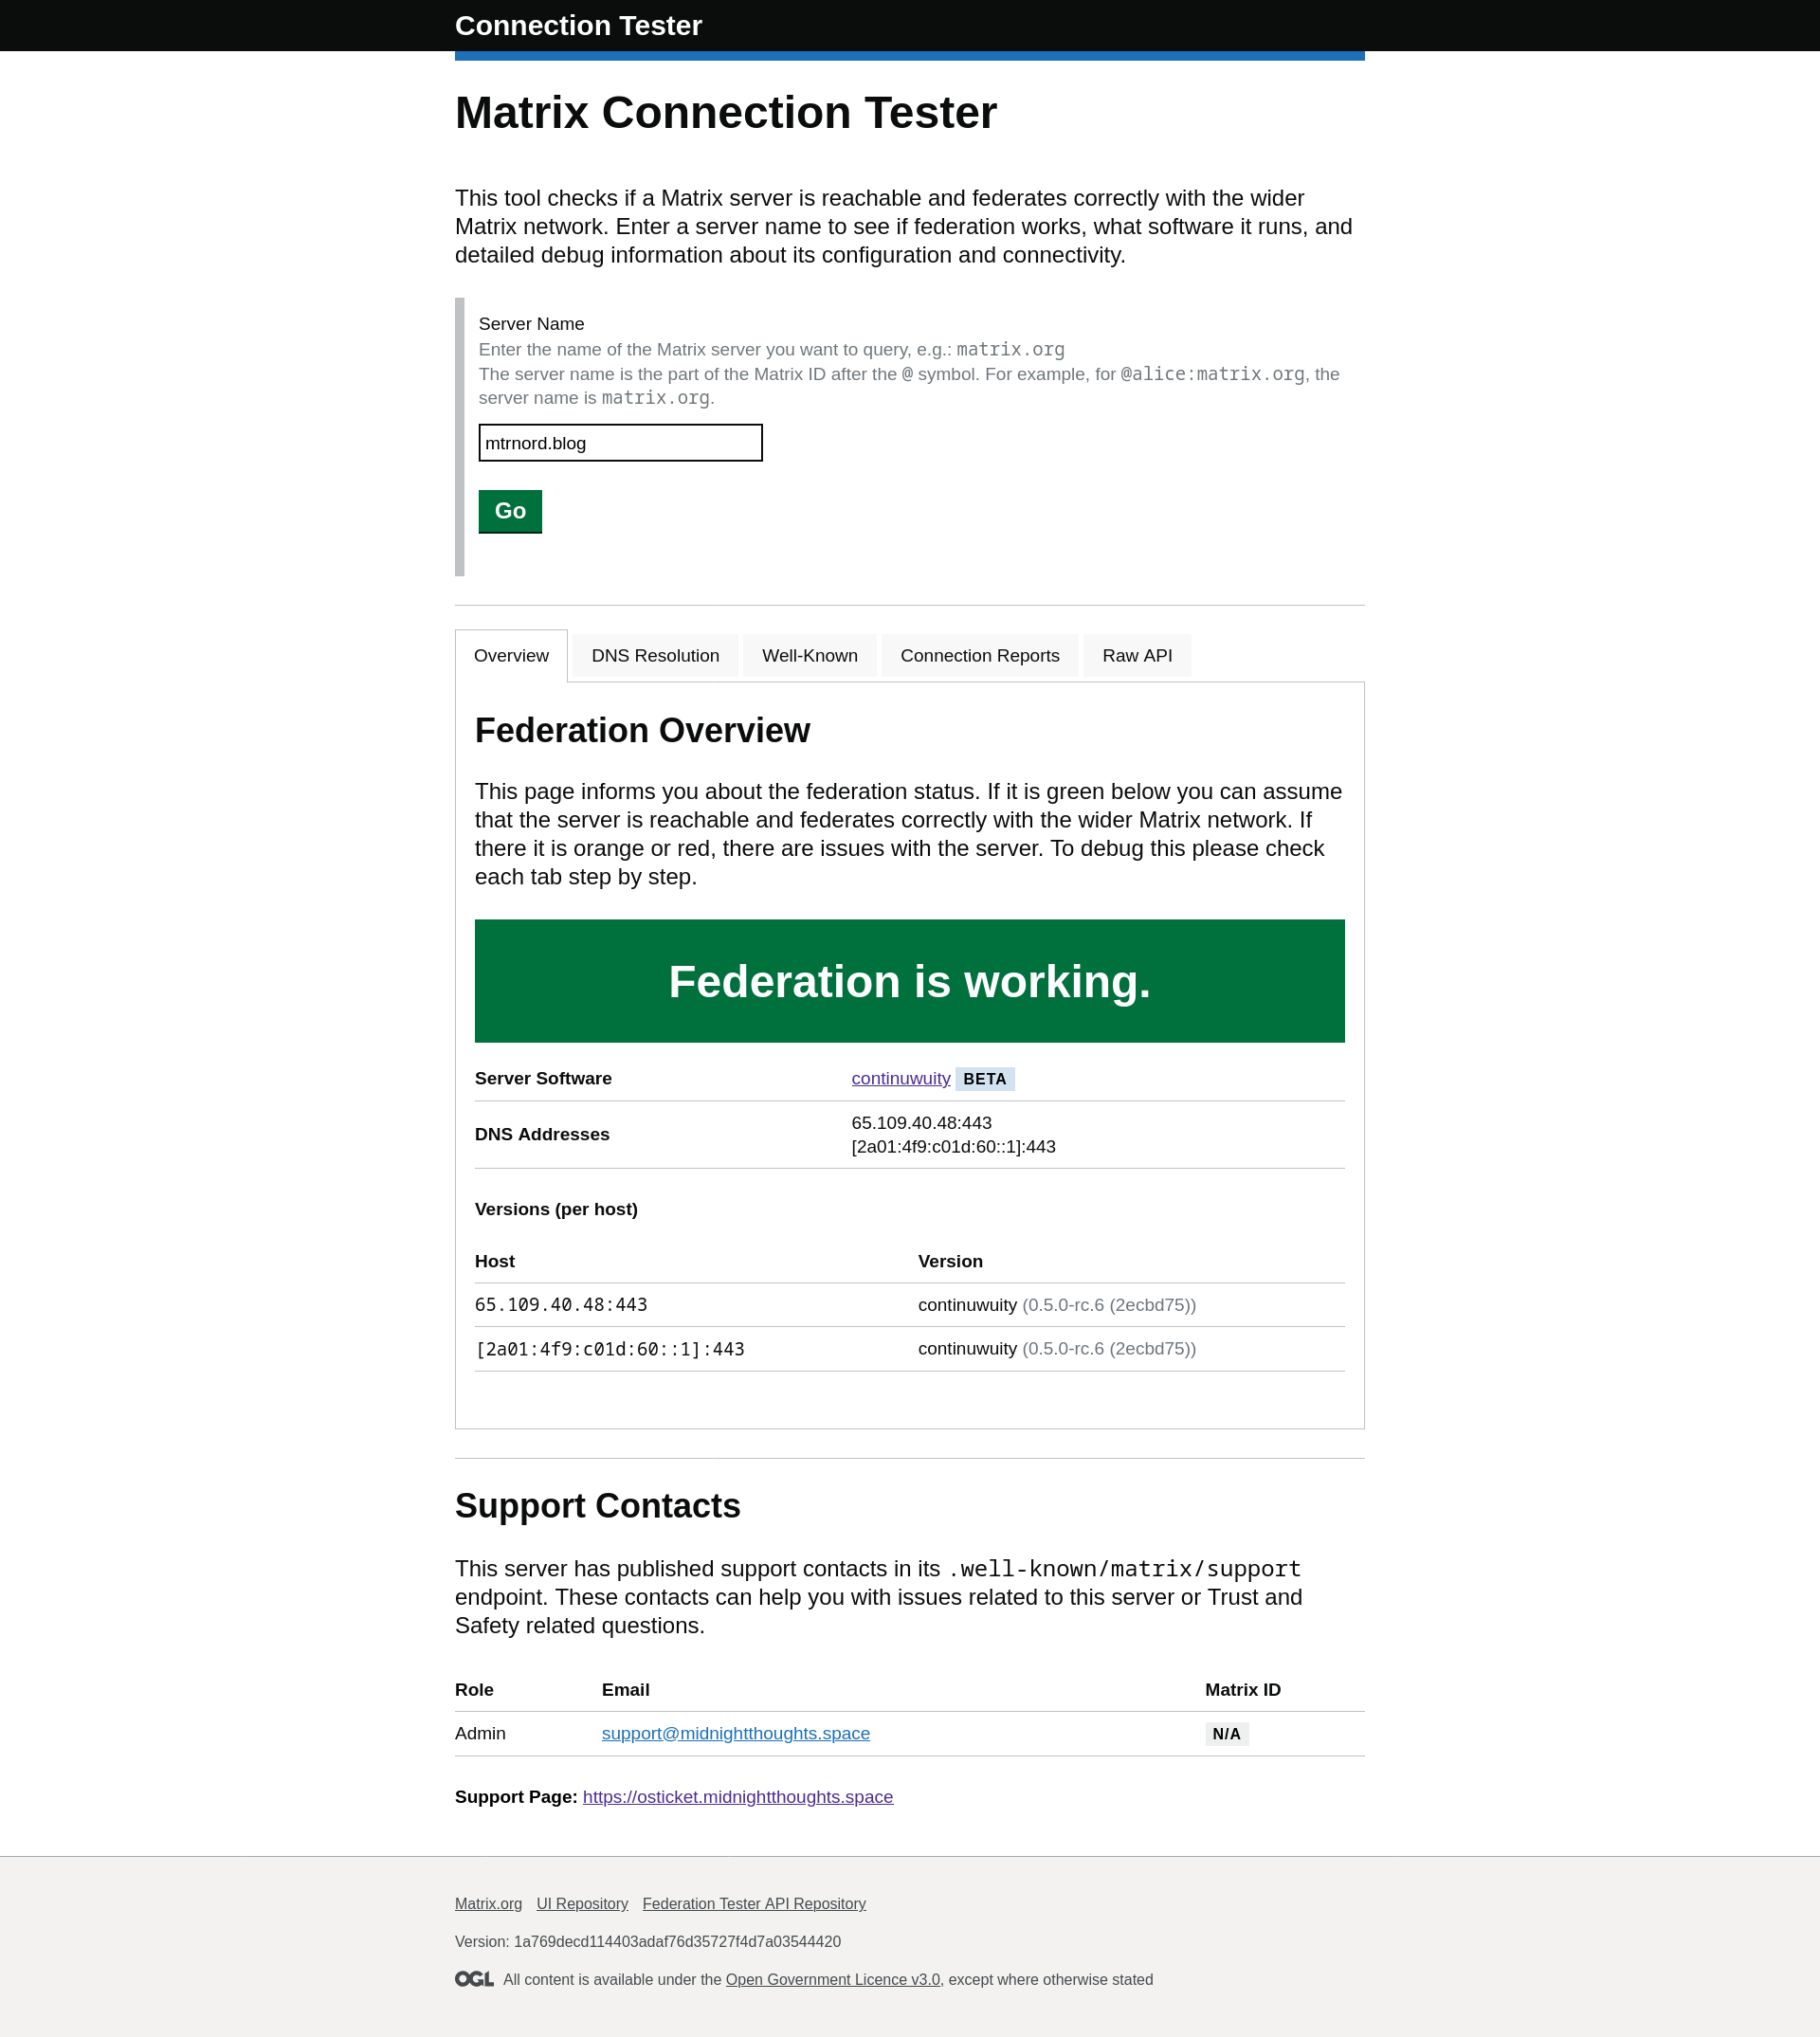 Connection Tester
Matrix Connection Tester
This tool checks if a Matrix server is reachable and federates correctly with the wider
Matrix network. Enter a server name to see if federation works, what software it runs, and
detailed debug information about its configuration and connectivity.
Server Name
Enter the name of the Matrix server you want to query, e.g.: matrix.org
The server name is the part of the Matrix ID after the @ symbol. For example, for @alice:matrix.org, the
server name is matrix.org.
mtrnord.blog
Go
Overview DNS Resolution Well-Known Connection Reports Raw API
Federation Overview
This page informs you about the federation status. If it is green below you can assume
that the server is reachable and federates correctly with the wider Matrix network. If
there it is orange or red, there are issues with the server. To debug this please check
each tab step by step.
Federation is working.
Server Software continuwuity BETA
DNS Addresses 65.109.40.48:443
[2a01:4f9:c01d:60::1]:443
Versions (per host)
Host Version
65.109.40.48:443 continuwuity (0.5.0-rc.6 (2ecbd75))
[2a01:4f9:c01d:60::1]:443 continuwuity (0.5.0-rc.6 (2ecbd75))
Support Contacts
This server has published support contacts in its .well-known/matrix/support
endpoint. These contacts can help you with issues related to this server or Trust and
Safety related questions.
Role Email Matrix ID
Admin support@midnightthoughts.space N/A
Support Page: https://osticket.midnightthoughts.space
Matrix.org UI Repository Federation Tester API Repository
Version: 1a769decd114403adaf76d35727f4d7a03544420
OGL All content is available under the Open Government Licence v3.0, except where otherwise stated